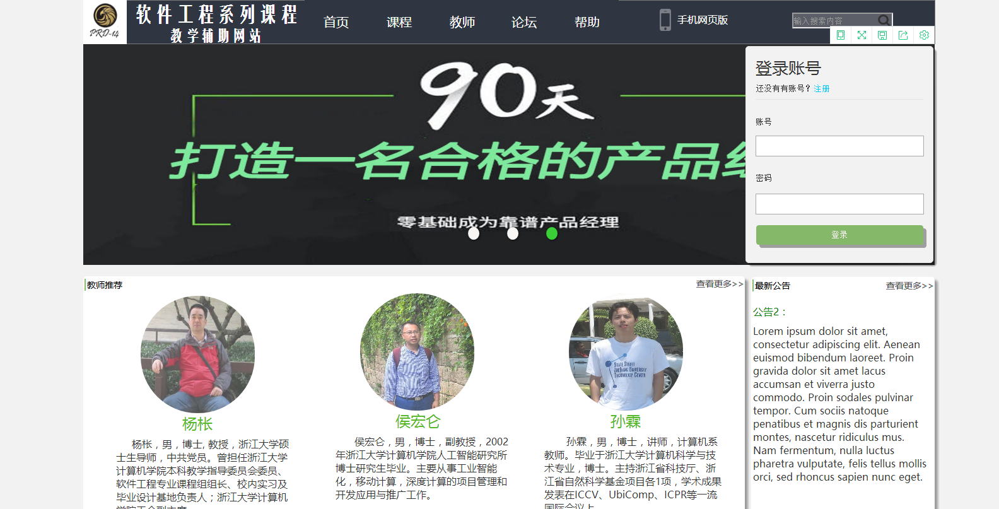 PRD-14
软件工程系列课程
教学辅助网站
首页
课程
教师
论坛
帮助
手机网页版
输入搜索内容
90天
打造一名合格的产品经
零基础成为靠谱产品经理
登录账号
还没有有账号？注册
账号
密码
登录
教师推荐
查看更多>>
杨枨
杨枨，男，博士, 教授，浙江大学硕
士生导师，中共党员。曾担任浙江大学
计算机学院本科教学指导委员会委员、
软件工程专业课程组组长、校内实习及
毕业设计基地负责人；浙江大学计算机
侯宏仑
侯宏仑，男，博士，副教授，2002
年浙江大学计算机学院人工智能研究所
博士研究生毕业。主要从事工业智能
化，移动计算，深度计算的项目管理和
开发应用与推广工作。
STATE STREET
ZHEJIANG UNIVERSITY
TECHNOLOGY CENTER
孙霖
孙霖，男，博士，讲师，计算机系
教师。毕业于浙江大学计算机科学与技
术专业，博士。主持浙江省科技厅、浙
江省自然科学基金项目各1项，学术成果
发表在ICCV、UbiComp、ICPR等一流
国际会议上
最新公告
查看更多>>
公告2：
Lorem ipsum dolor sit amet,
consectetur adipiscing elit. Aenean
euismod bibendum laoreet. Proin
gravida dolor sit amet lacus
accumsan et viverra justo
commodo. Proin sodales pulvinar
tempor. Cum sociis natoque
penatibus et magnis dis parturient
montes, nascetur ridiculus mus.
Nam fermentum, nulla luctus
pharetra vulputate, felis tellus mollis
orci, sed rhoncus sapien nunc eget.